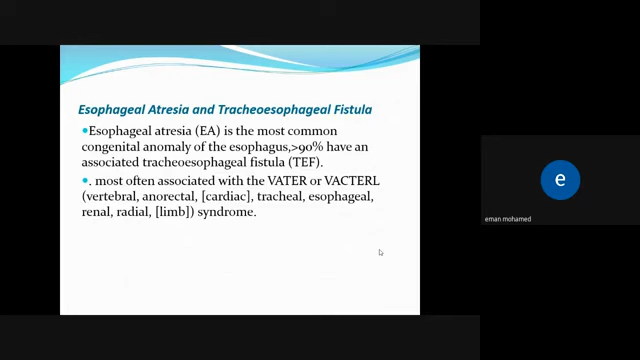 Esophageal Atresia and Tracheoesophageal Fistula
•Esophageal atresia (EA) is the most common
congenital anomaly of the esophagus,>90% have an
associated tracheoesophageal fistula (TEF).
•. most often associated with the VATER or VACTERL
(vertebral, anorectal, [cardiac], tracheal, esophageal,
renal, radial, [limb]) syndrome.
e
eman mohamed